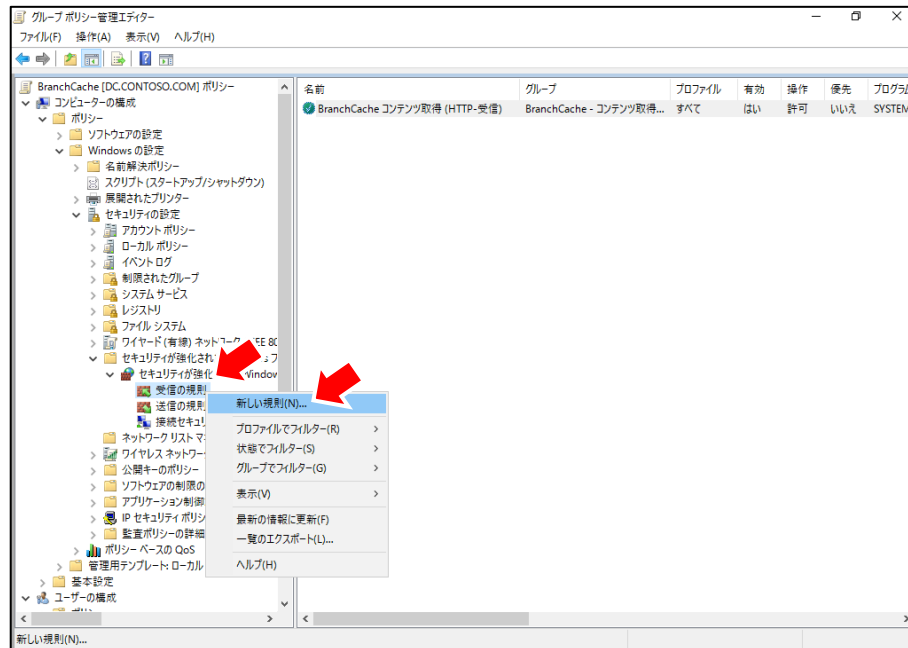 グループ ポリシー管理エディター
ファイル(F) 操作(A) 表示(V) ヘルプ(H)
BranchCache [DC.CONTOSO.COM] ポリシー
コンピューターの構成
ポリシー
ソフトウェアの設定
Windows の設定
名前解決ポリシー
スクリプト (スタートアップ/シャットダウン)
展開されたプリンター
セキュリティの設定
アカウント ポリシー
ローカル ポリシー
イベント ログ
制限されたグループ
システム サービス
レジストリ
ファイル システム
ワイヤード (有線) ネットワーク EE 80
セキュリティが強化され s フ
セキュリティが強化 Window
受信の規則
送信の規則
接続セキュリ
ネットワーク リスト マ
ワイヤレス ネットワー
公開キーのポリシー
ソフトウェアの制限の
アプリケーション制御
IP セキュリティ ポリシ
監査ポリシーの詳細
ポリシー ベースの QoS
管理用テンプレート: ローカル
基本設定
ユーザーの構成
名前 グループ プロファイル 有効 操作 優先 プログラム
BranchCache コンテンツ取得 (HTTP-受信) BranchCache - コンテンツ取得... すべて はい 許可 いいえ SYSTEM
新しい規則(N)...
プロファイルでフィルター(R)
状態でフィルター(S)
グループでフィルター(G)
表示(V)
最新の情報に更新(F)
一覧のエクスポート(L)...
ヘルプ(H)
新しい規則(N)...